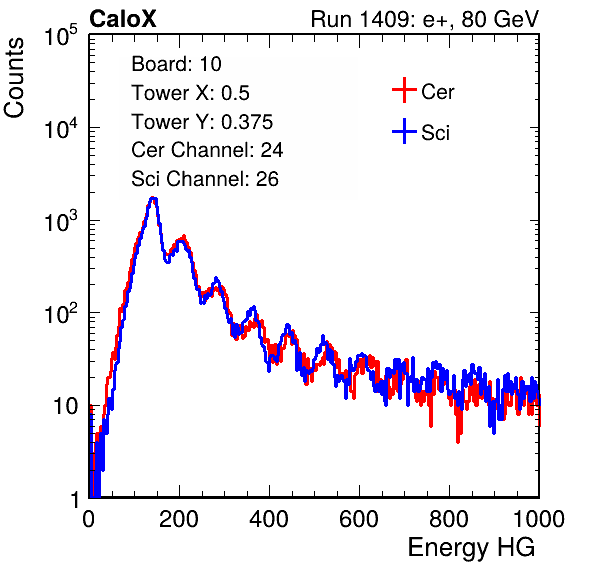 CaloX Run 1409: e+, 80 GeV
Board: 10
Tower X: 0.5
Tower Y: 0.375
Cer Channel: 24
Sci Channel: 26
Cer
Sci
Counts
10^5
10^4
10^3
10^2
10
1
0 200 400 600 800 1000
Energy HG